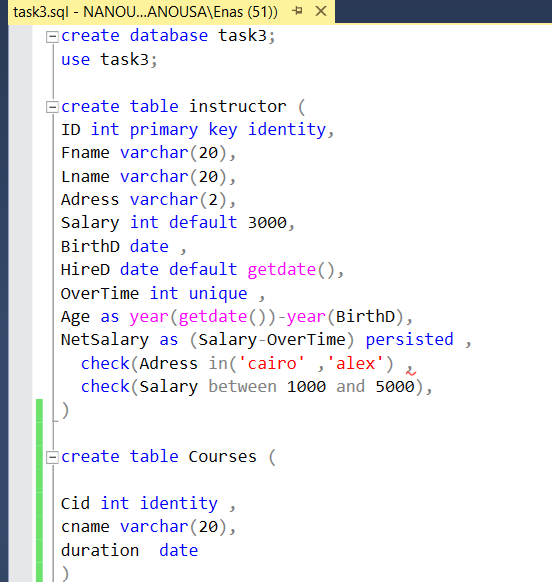 task3.sql - NANOU...ANOUSA\Enas (51))
create database task3;
use task3;
create table instructor (
ID int primary key identity,
Fname varchar(20),
Lname varchar(20),
Adress varchar(2),
Salary int default 3000,
BirthD date ,
HireD date default getdate(),
OverTime int unique ,
Age as year(getdate())-year(BirthD),
NetSalary as (Salary-OverTime) persisted ,
check(Adress in('cairo' ,'alex') ,
check(Salary between 1000 and 5000),
)
create table Courses (
Cid int identity ,
cname varchar(20),
duration  date
)